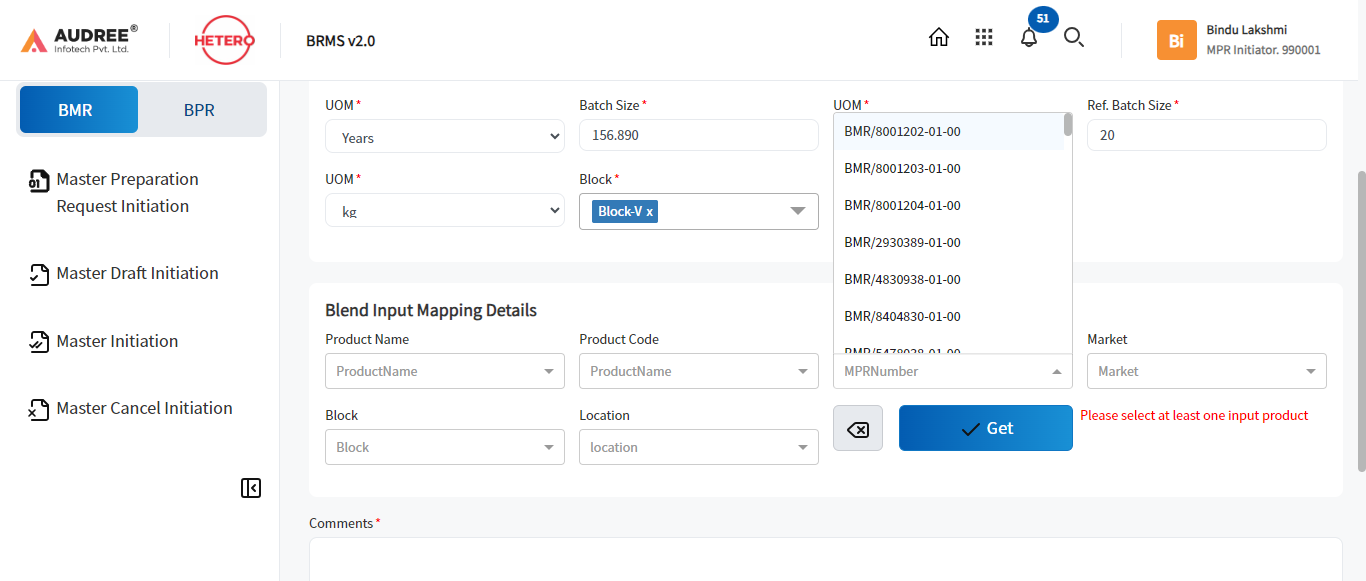 AUDREE®
Infotech Pvt. Ltd.
HETERO
BRMS v2.0
51
Bi
Bindu Lakshmi
MPR Initiator. 990001
BMR
BPR
Master Preparation
Request Initiation
Master Draft Initiation
Master Initiation
Master Cancel Initiation
UOM *
Batch Size *
UOM *
Ref. Batch Size *
Years
156.890
20
UOM *
Block *
kg
Block-V x
BMR/8001202-01-00
BMR/8001203-01-00
BMR/8001204-01-00
BMR/2930389-01-00
BMR/4830938-01-00
BMR/8404830-01-00
BMR/5478938-01-00
Blend Input Mapping Details
Product Name
Product Code
Market
ProductName
ProductName
MPRNumber
Market
Block
Location
Block
location
Get
Please select at least one input product
Comments *